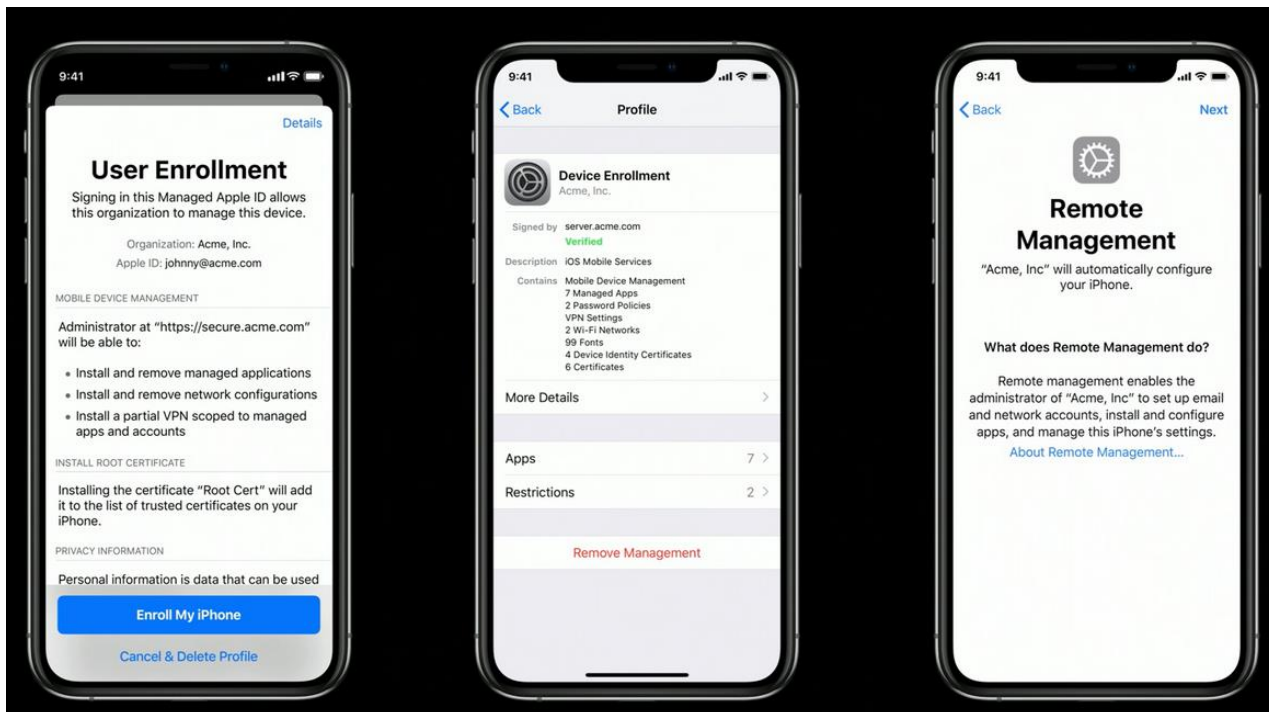 9:41
Details
User Enrollment
Signing in this Managed Apple ID allows
this organization to manage this device.
Organization: Acme, Inc.
Apple ID: johnny@acme.com
MOBILE DEVICE MANAGEMENT
Administrator at "https://secure.acme.com"
will be able to:
• Install and remove managed applications
• Install and remove network configurations
• Install a partial VPN scoped to managed
apps and accounts
INSTALL ROOT CERTIFICATE
Installing the certificate "Root Cert" will add
it to the list of trusted certificates on your
iPhone.
PRIVACY INFORMATION
Personal information is data that can be used
Enroll My iPhone
Cancel & Delete Profile
9:41
Back
Profile
Device Enrollment
Acme, Inc.
Signed by server.acme.com
Verified
Description iOS Mobile Services
Contains Mobile Device Management
7 Managed Apps
2 Password Policies
VPN Settings
2 Wi-Fi Networks
99 Fonts
4 Device Identity Certificates
6 Certificates
More Details
Apps 7
Restrictions 2
Remove Management
9:41
Back Next
Remote
Management
"Acme, Inc" will automatically configure
your iPhone.
What does Remote Management do?
Remote management enables the
administrator of "Acme, Inc" to set up email
and network accounts, install and configure
apps, and manage this iPhone's settings.
About Remote Management...